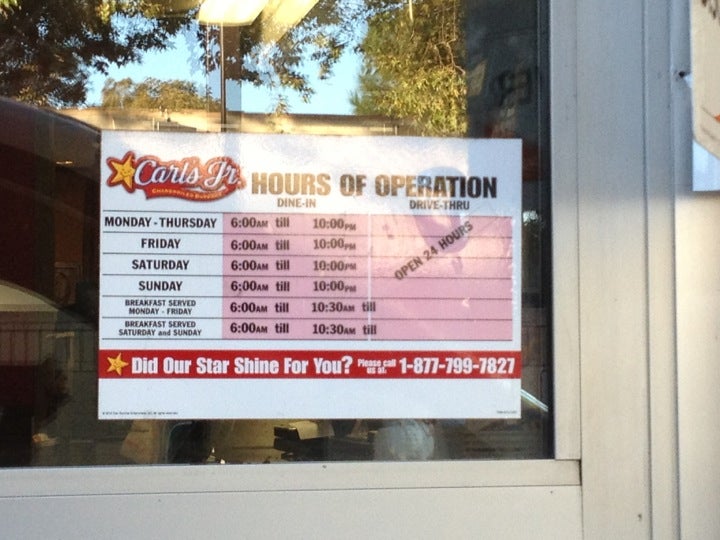 Carl's Jr.
CHARBROILED BURGERS
HOURS OF OPERATION
DINE-IN DRIVE-THRU
MONDAY - THURSDAY 6:00AM till 10:00PM
FRIDAY 6:00AM till 10:00PM
SATURDAY 6:00AM till 10:00PM
SUNDAY 6:00AM till 10:00PM
OPEN 24 HOURS
BREAKFAST SERVED
MONDAY - FRIDAY 6:00AM till 10:30AM till
BREAKFAST SERVED
SATURDAY and SUNDAY 6:00AM till 10:30AM till
Did Our Star Shine For You? Please call us at: 1-877-799-7827